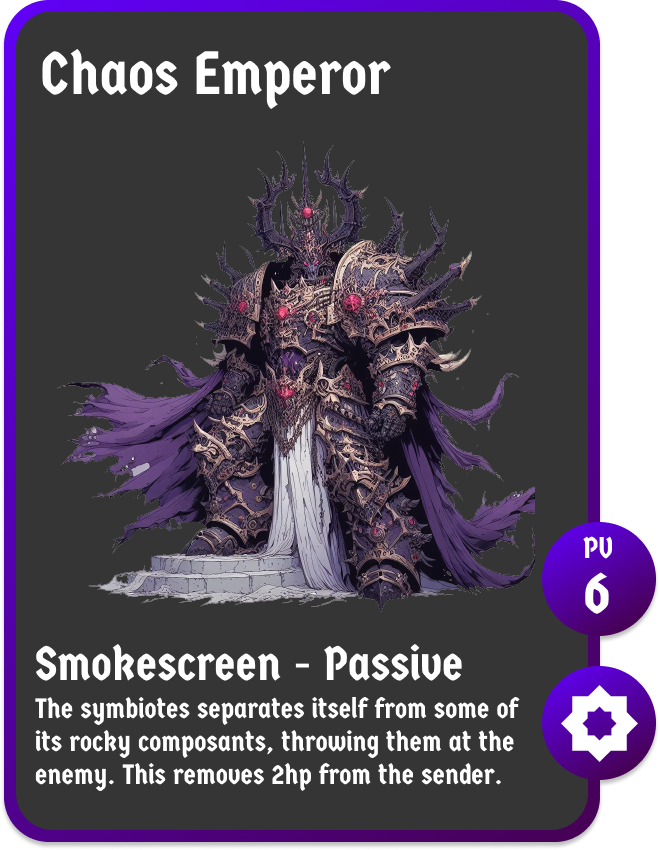 Chaos Emperor
PV
6
Smokescreen - Passive
The symbiotes separates itself from some of
its rocky composants, throwing them at the
enemy. This removes 2hp from the sender.